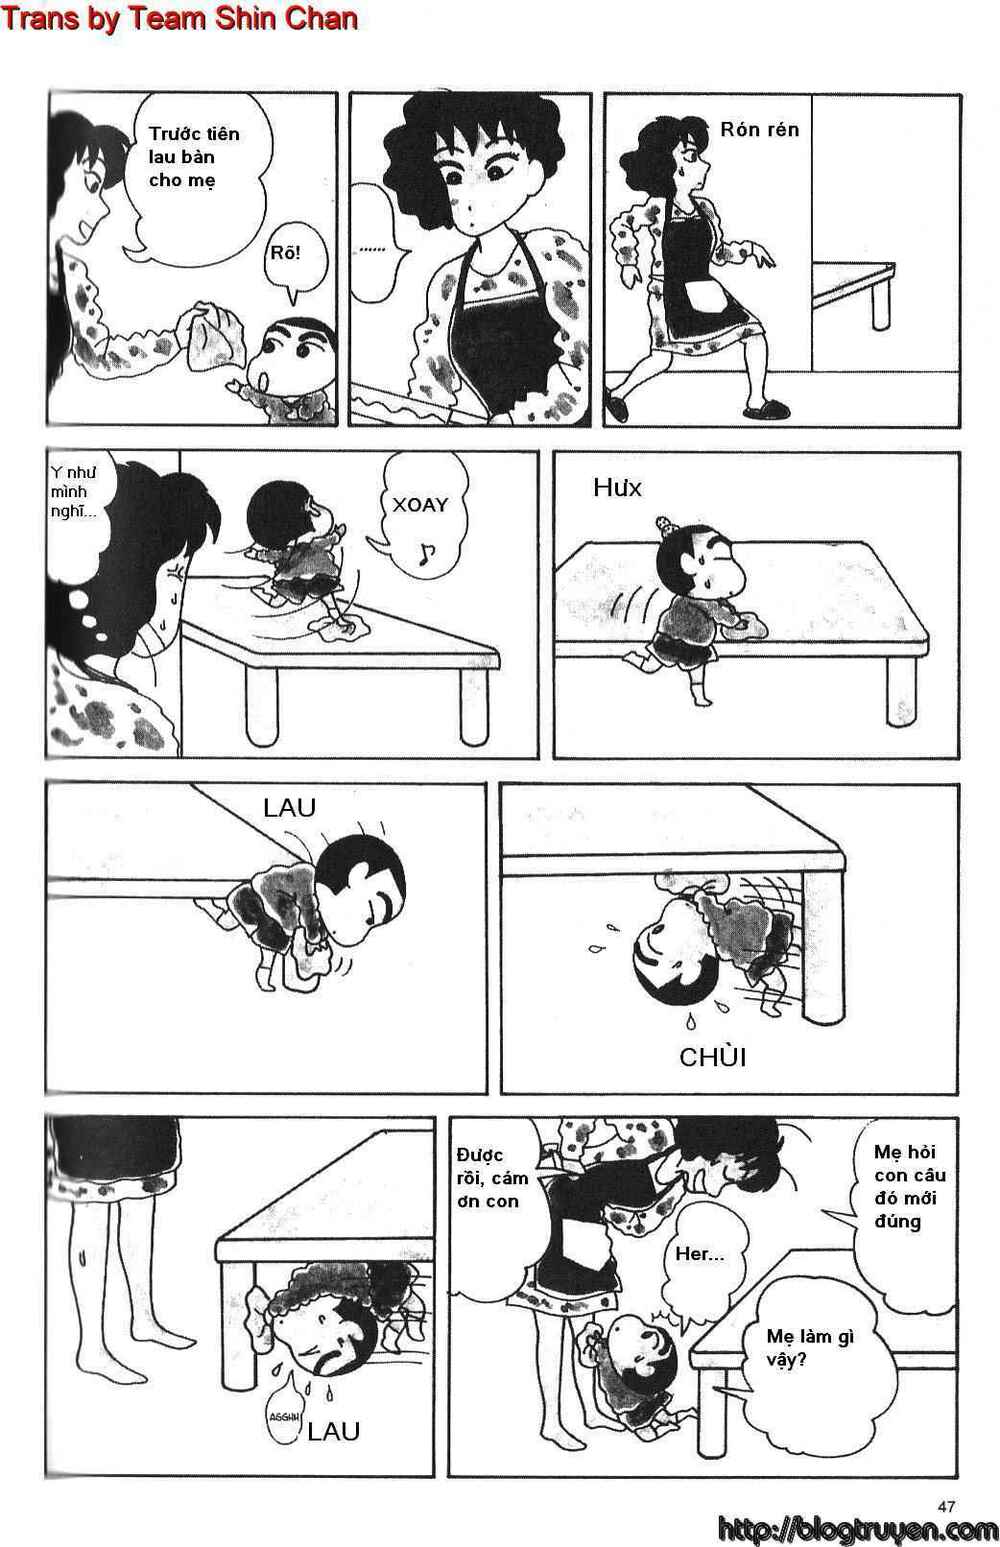 Trans by Team Shin Chan
Trước tiên
lau bàn
cho mẹ
Rõ!
.......
Rón rén
Y như
mình
nghĩ...
XOAY
♪
Hưx
LAU
CHÙI
AGGHH
LAU
Được
rồi, cám
ơn con
Mẹ hỏi
con câu
đó mới
đúng
Her...
Mẹ làm gì
vậy?
47
http://blogtruyen.com